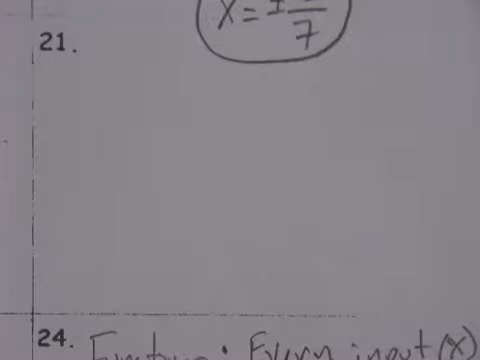 x = ± 7
21.
24. Function : Every input (x)